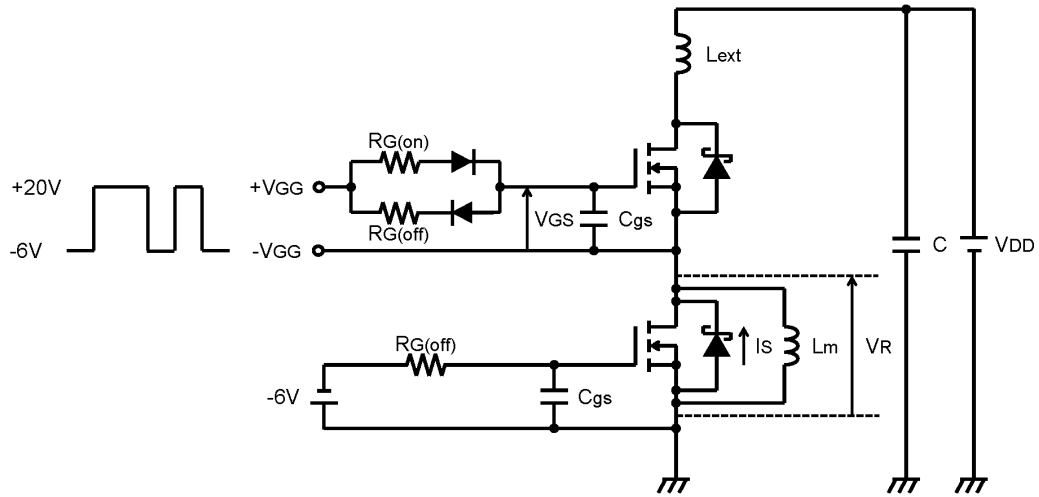 Lext
RG(on)
+20V
+VGG
RG(off)
VGS
Cgs
-6V
-VGG
C
VDD
RG(off)
IS
Lm
VR
-6V
Cgs